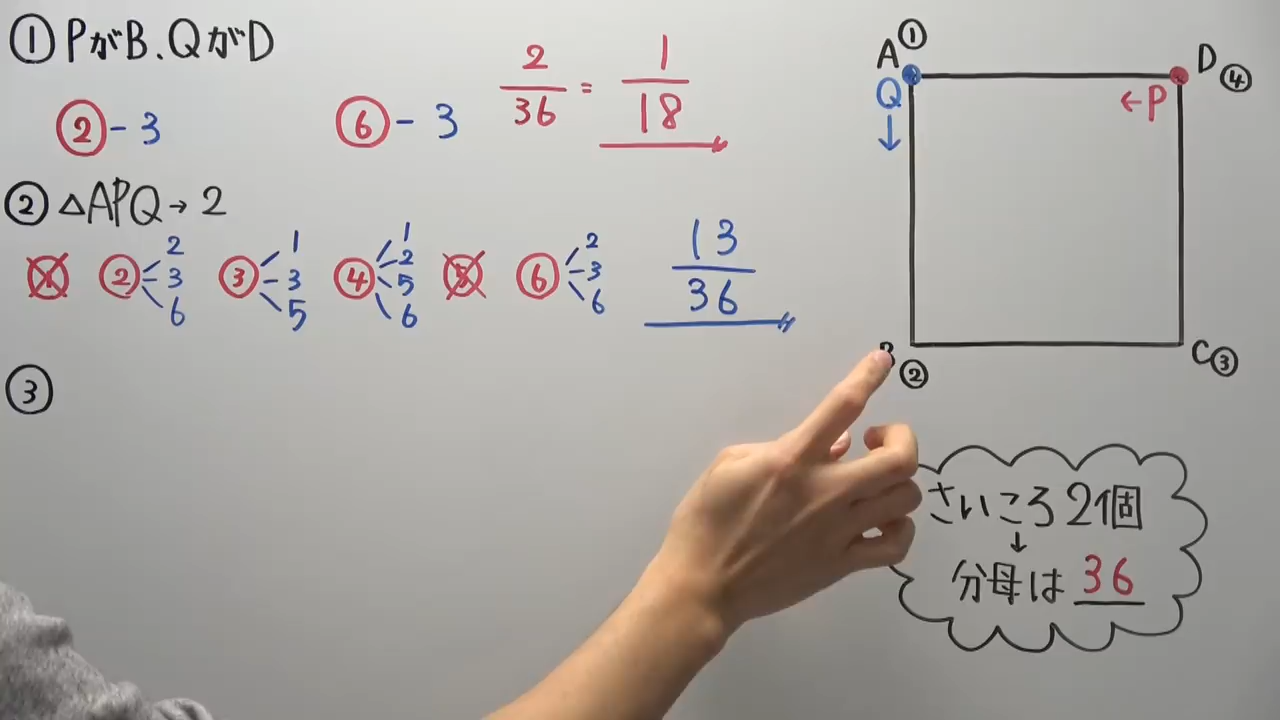 ① PがB、QがD
②-3 ⑥-3 2/36 = 1/18
② △APQ→2
① ②-2 3 6 ③-1 3 5 ④-1 2 5 6 ⑤ ⑥-2 3 6 13/36
③
A ① D ④
Q ←P
↓
B ② C ③
さいころ2個
↓
分母は 36